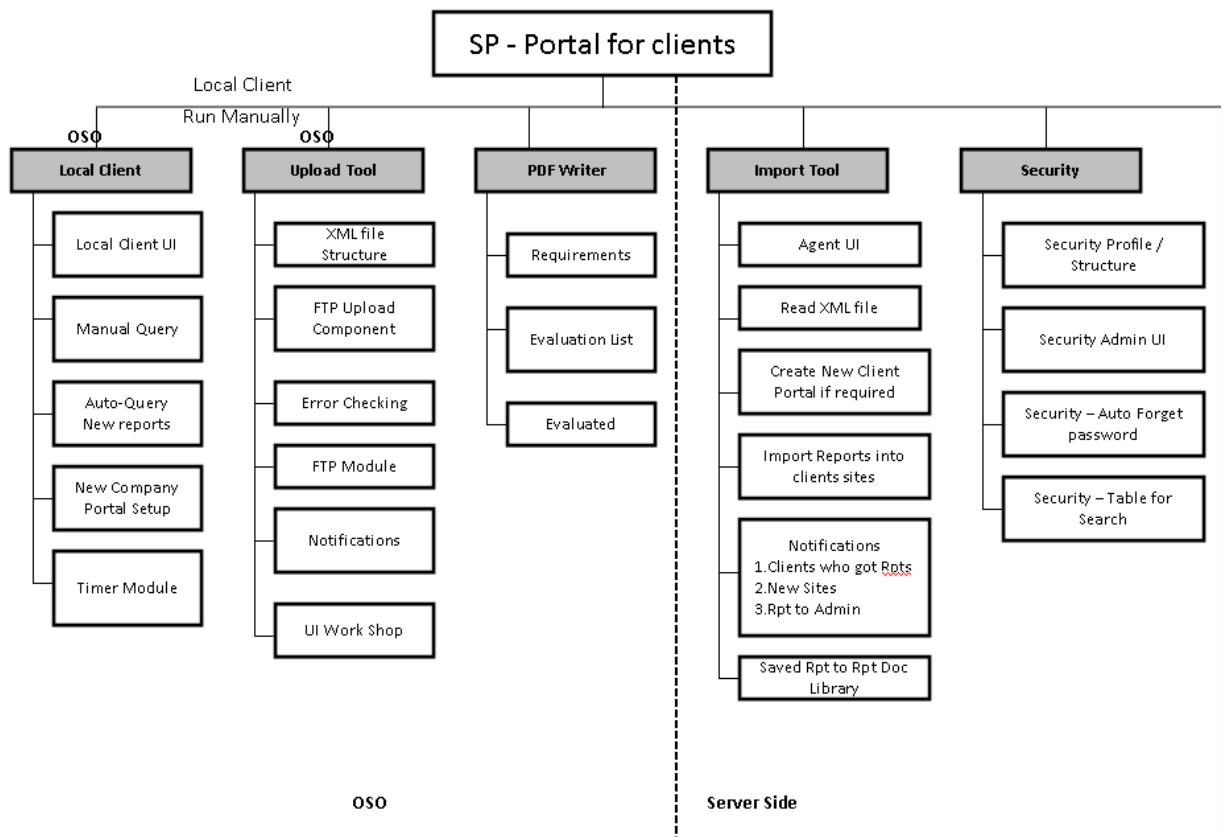 SP - Portal for clients
Local Client
Run Manually
OSO
OSO
Local Client
Upload Tool
PDF Writer
Import Tool
Security
Local Client UI
Manual Query
Auto-Query
New reports
New Company
Portal Setup
Timer Module
XML file
Structure
FTP Upload
Component
Error Checking
FTP Module
Notifications
UI Work Shop
Requirements
Evaluation List
Evaluated
Agent UI
Read XML file
Create New Client
Portal if required
Import Reports into
clients sites
Notifications
1.Clients who got Rpts
2.New Sites
3.Rpt to Admin
Saved Rpt to Rpt Doc
Library
Security Profile /
Structure
Security Admin UI
Security – Auto Forget
password
Security – Table for
Search
OSO
Server Side